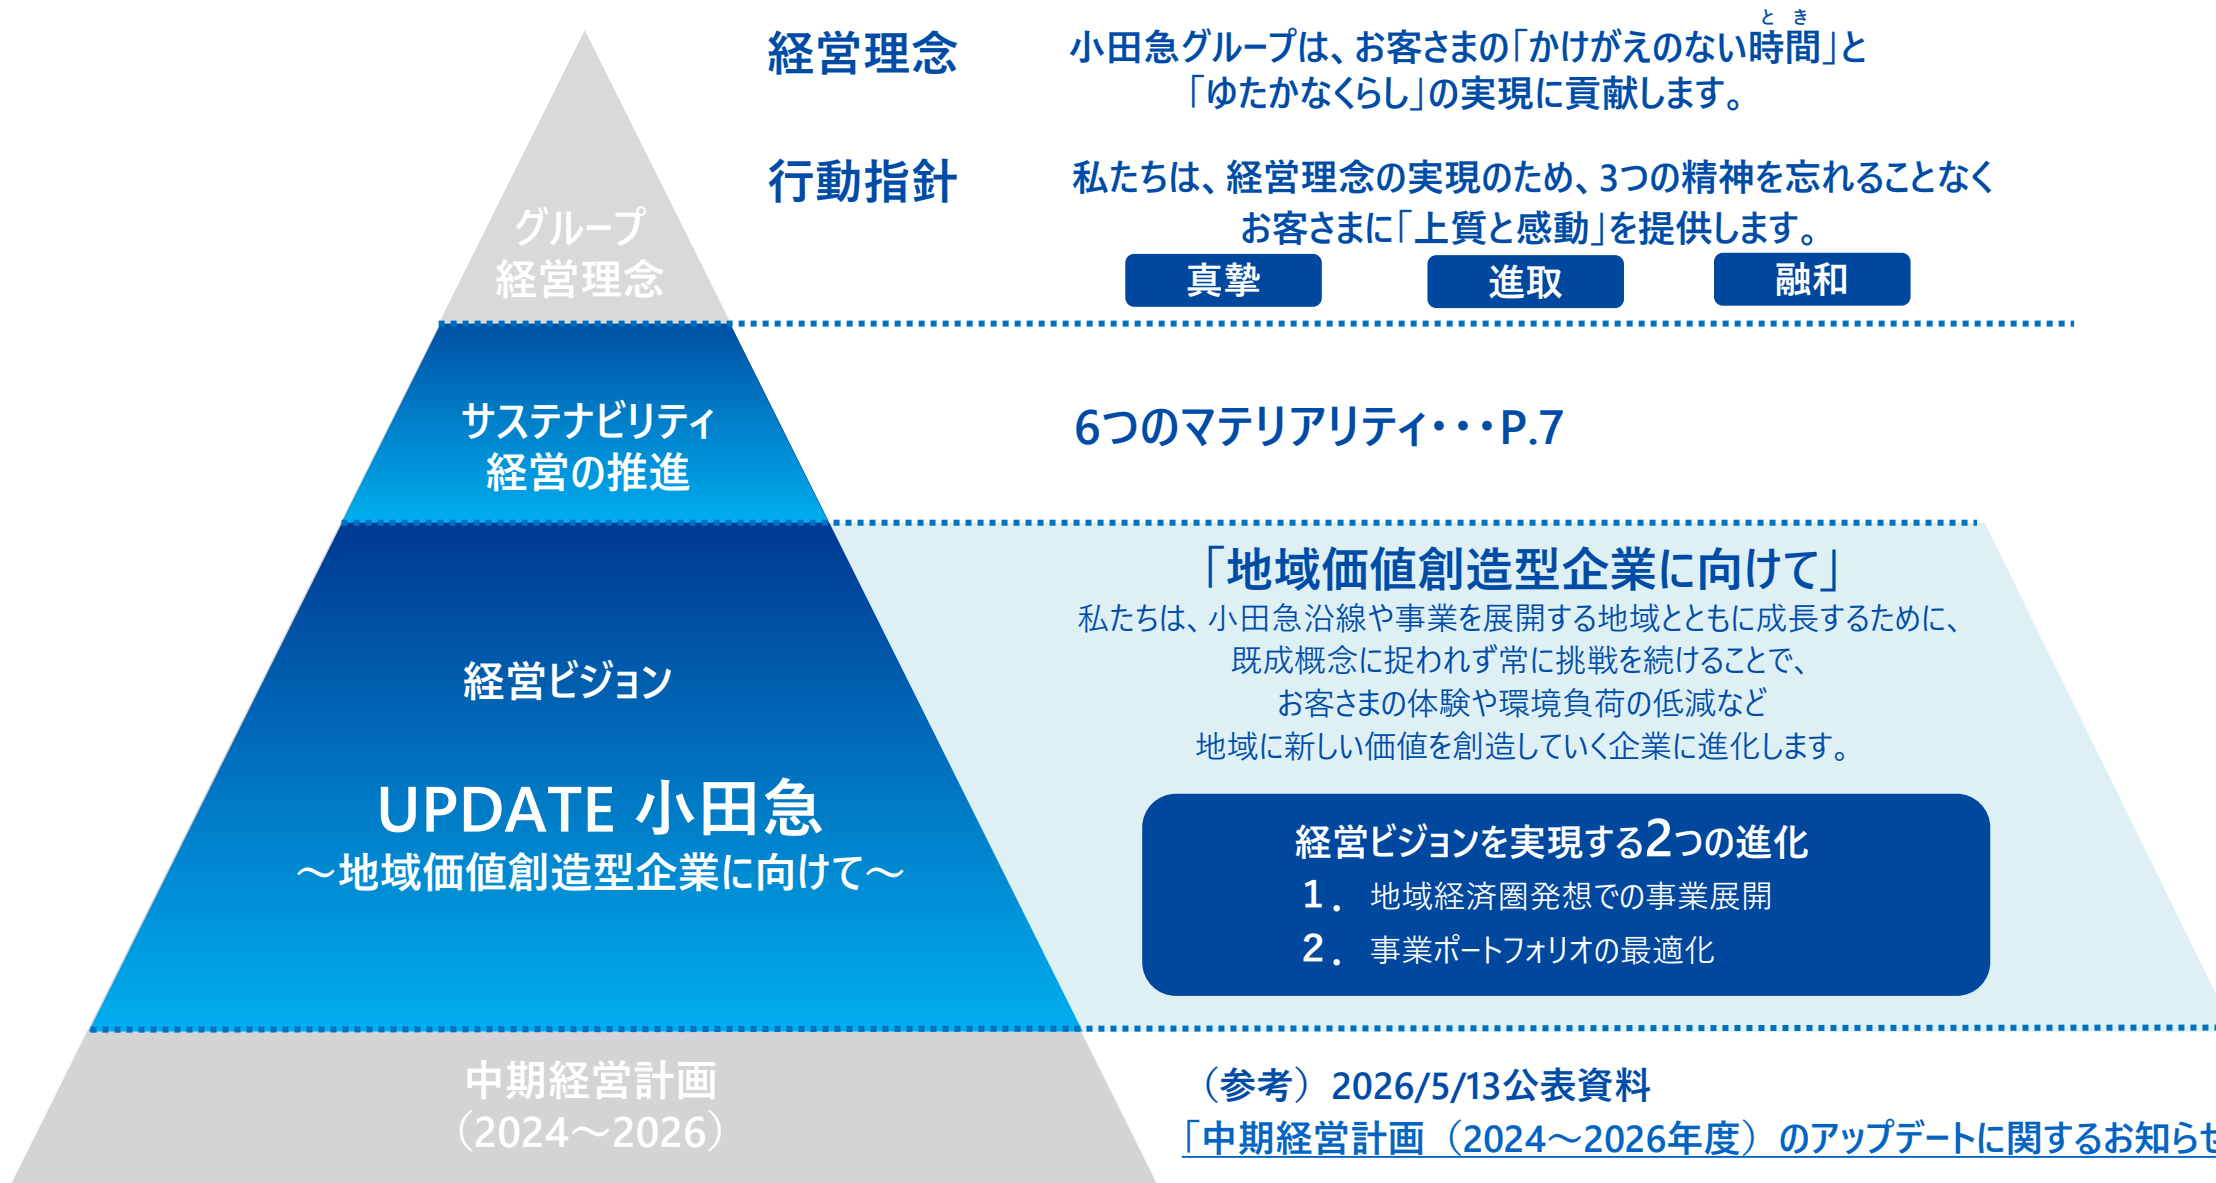 経営理念
とき
小田急グループは、お客さまの「かけがえのない時間」と
「ゆたかなくらし」の実現に貢献します。
行動指針
私たちは、経営理念の実現のため、3つの精神を忘れることなく
お客さまに「上質と感動」を提供します。
真摯
進取
融和
グループ
経営理念
サステナビリティ
経営の推進
6つのマテリアリティ・・・P.7
経営ビジョン
UPDATE 小田急
～地域価値創造型企業に向けて～
「地域価値創造型企業に向けて」
私たちは、小田急沿線や事業を展開する地域とともに成長するために、
既成概念に捉われず常に挑戦を続けることで、
お客さまの体験や環境負荷の低減など
地域に新しい価値を創造していく企業に進化します。
経営ビジョンを実現する2つの進化
1．地域経済圏発想での事業展開
2．事業ポートフォリオの最適化
中期経営計画
（2024～2026）
（参考）2026/5/13公表資料
「中期経営計画（2024～2026年度）のアップデートに関するお知らせ